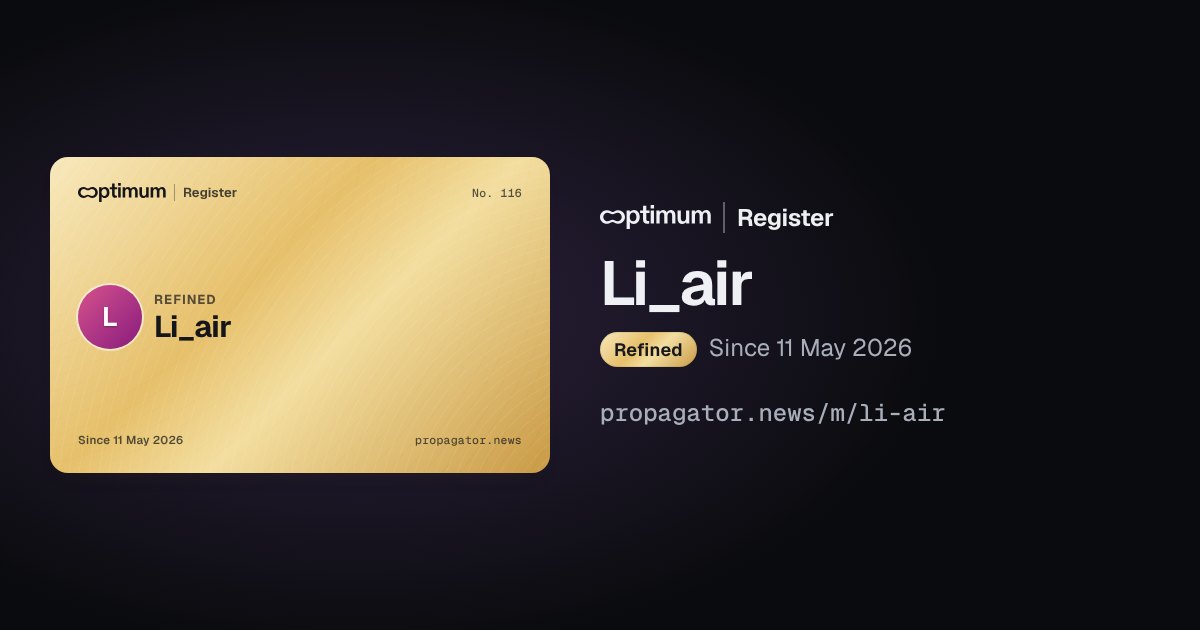 optimum | Register
No. 116
L
REFINED
Li_air
Since 11 May 2026
propagator.news
optimum | Register
Li_air
Refined
Since 11 May 2026
propagator.news/m/li-air